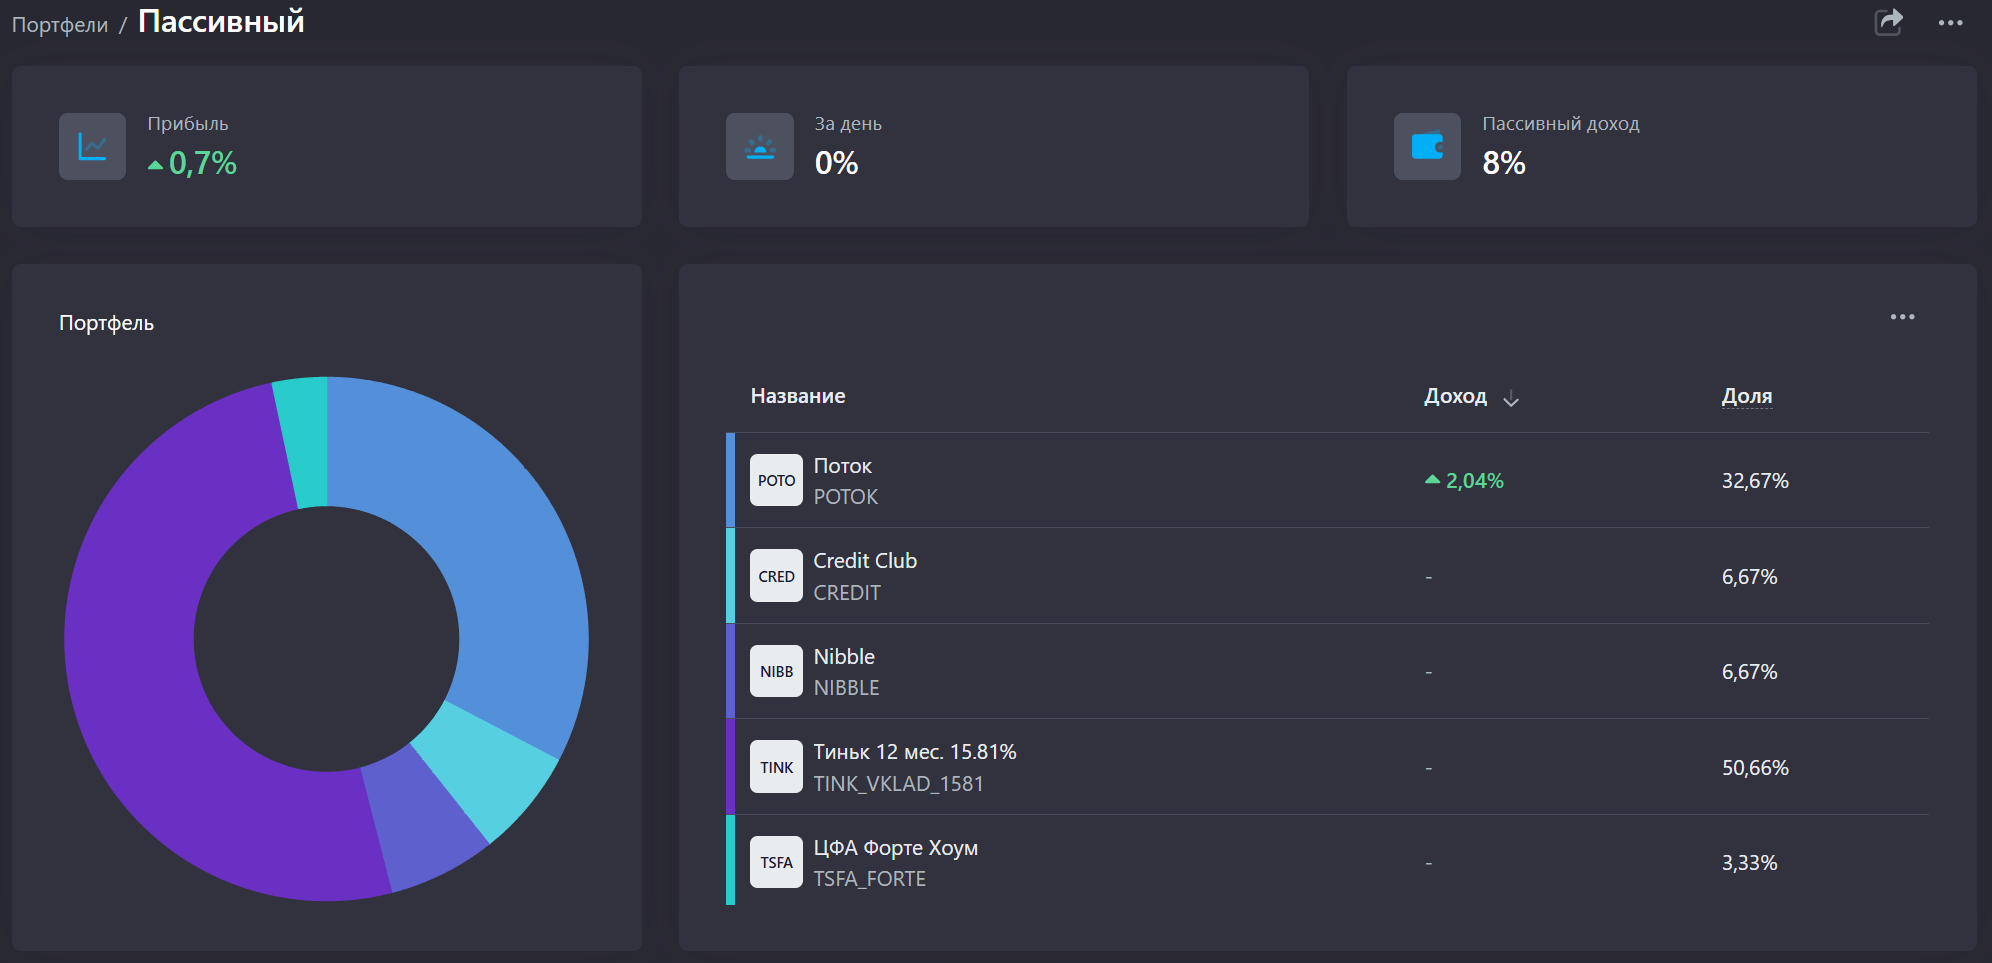 Портфели / Пассивный
Прибыль
0,7%
За день
0%
Пассивный доход
8%
Портфель
Название Доход Доля
POTO Поток 2,04% 32,67%
POTOK
CRED Credit Club - 6,67%
CREDIT
NIBB Nibble - 6,67%
NIBBLE
TINK Тиньк 12 мес. 15.81% - 50,66%
TINK_VKLAD_1581
TSFA ЦФА Форте Хоум - 3,33%
TSFA_FORTE